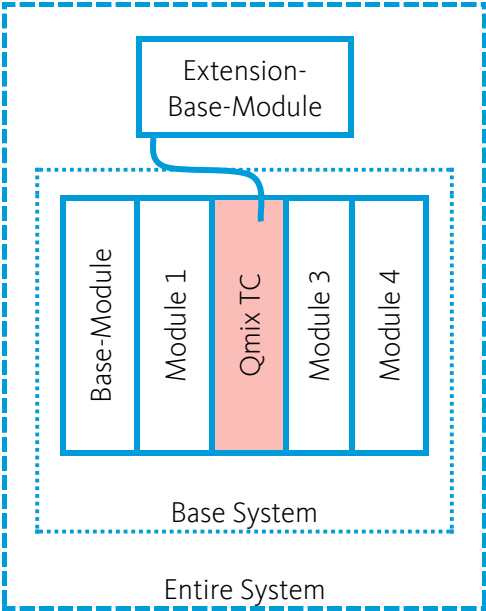 Extension-
Base-Module
Base-Module
Module 1
Qmix TC
Module 3
Module 4
Base System
Entire System